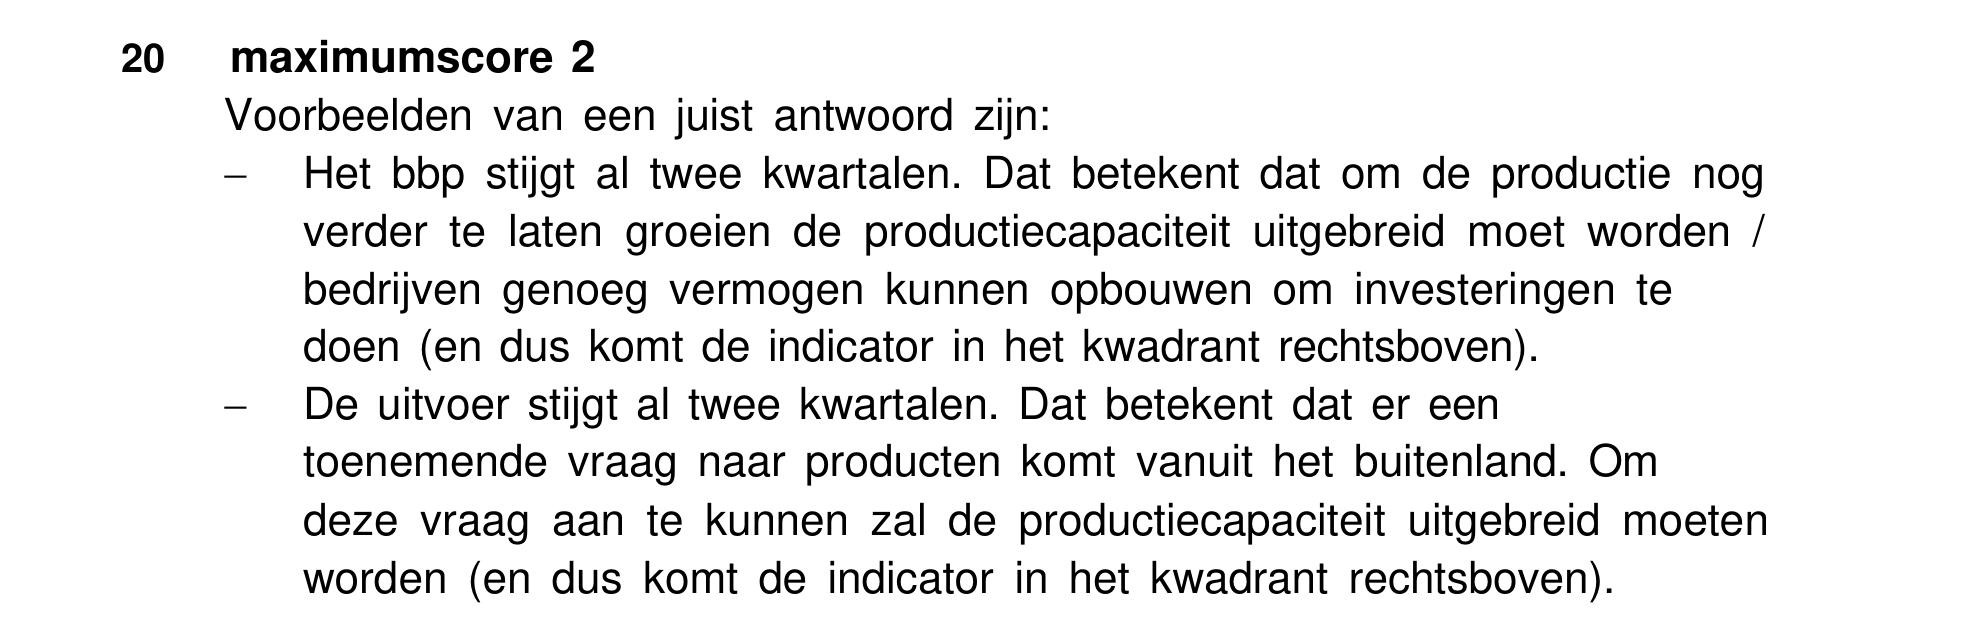 20 maximumscore 2
Voorbeelden van een juist antwoord zijn:
− Het bbp stijgt al twee kwartalen. Dat betekent dat om de productie nog
verder te laten groeien de productiecapaciteit uitgebreid moet worden /
bedrijven genoeg vermogen kunnen opbouwen om investeringen te
doen (en dus komt de indicator in het kwadrant rechtsboven).
− De uitvoer stijgt al twee kwartalen. Dat betekent dat er een
toenemende vraag naar producten komt vanuit het buitenland. Om
deze vraag aan te kunnen zal de productiecapaciteit uitgebreid moeten
worden (en dus komt de indicator in het kwadrant rechtsboven).